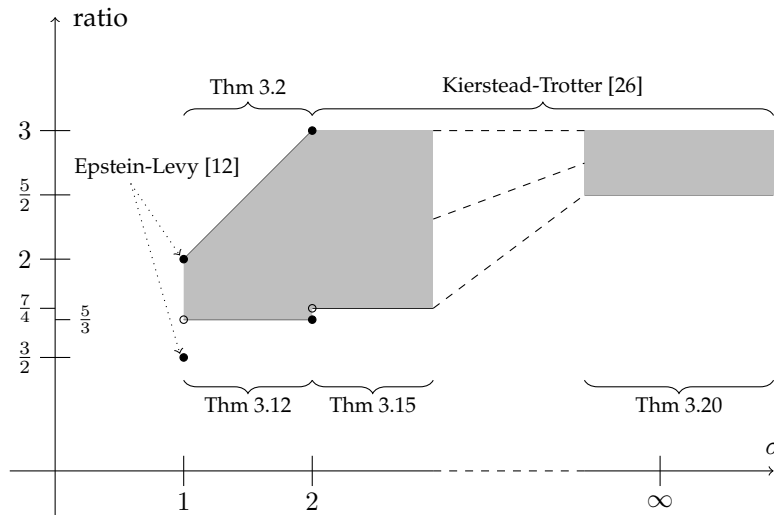 ratio
Thm 3.2
Kierstead-Trotter [26]
3
Epstein-Levy [12]
5/2
2
7/4
5/3
3/2
Thm 3.12
Thm 3.15
Thm 3.20
1
2
∞